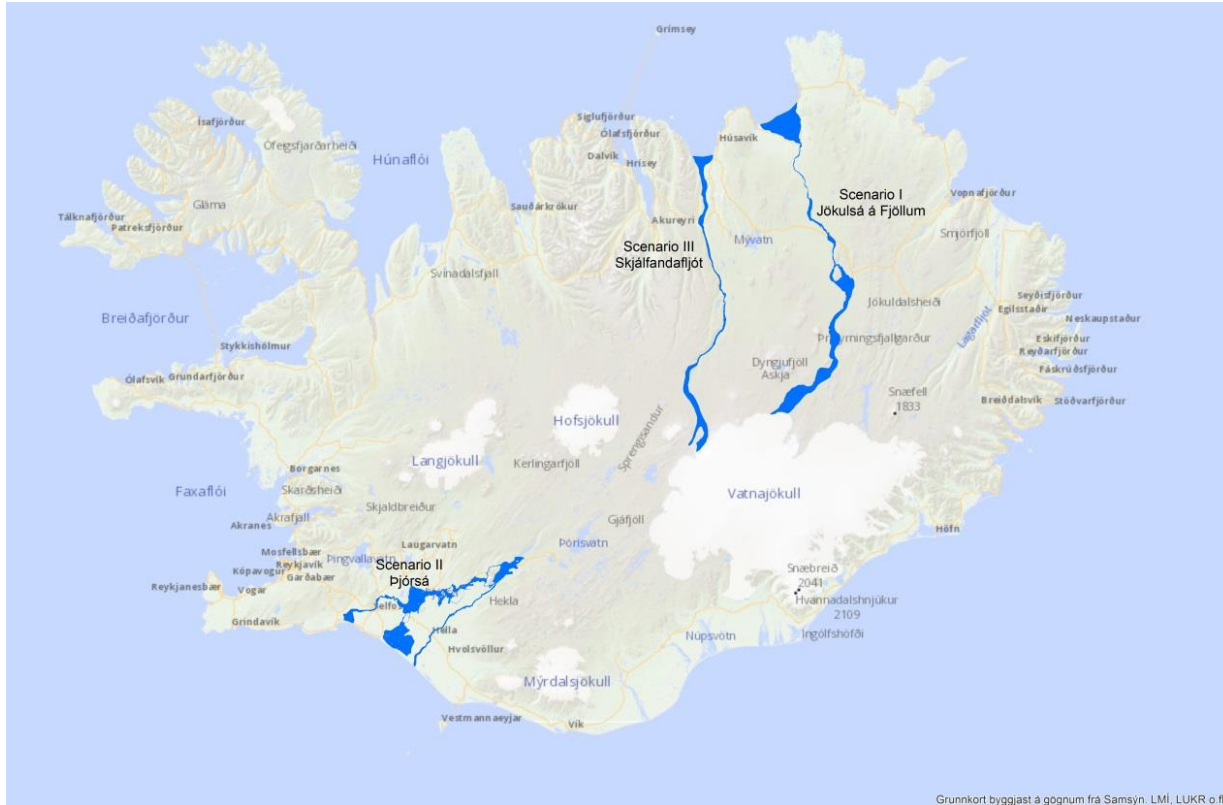 Grímsey
Siglufjörður
Ólafsfjörður
Dalvík
Hrísey
Húsavík
Ísafjörður
Ófeigsfjarðarheiði
Húnaflói
Gláma
Tálknafjörður
Patreksfjörður
Sauðárkrókur
Akureyri
Scenario I
Jökulsá á Fjöllum
Vopnafjörður
Smjörfjöll
Scenario III
Skjálfandafljót
Mývatn
Svínadalsfjall
Breiðafjörður
Stykkishólmur
Jökuldalsheiði
Seyðisfjörður
Egilsstaðir
Neskaupstaður
Lagarfljót
Eskifjörður
Reyðarfjörður
Fáskrúðsfjörður
Ólafsvík
Grundarfjörður
Dyngjufjöll
Askja
Snæfell
1833
Breiðdalsvík
Stöðvarfjörður
Hofsjökull
Sprengisandur
Langjökull
Kerlingarfjöll
Borgarnes
Skarðsheiði
Faxaflói
Akrafjall
Akranes
Skjaldbreiður
Vatnajökull
Gjáfjöll
Höfn
Mosfellsbær
Reykjavík
Kópavogur
Garðabær
Þingvallavatn
Laugarvatn
Þórisvatn
Scenario II
Þjórsá
Reykjanesbær
Vogar
Grindavík
Hekla
Hella
Hvolsvöllur
Snæbreið
2041
Hvannadalshnjúkur
2109
Ingólfshöfði
Núpsvötn
Mýrdalsjökull
Vestmannaeyjar
Vík
Grunnkort byggjast á gögnum frá Samsýn, LMÍ, LUKR o fl